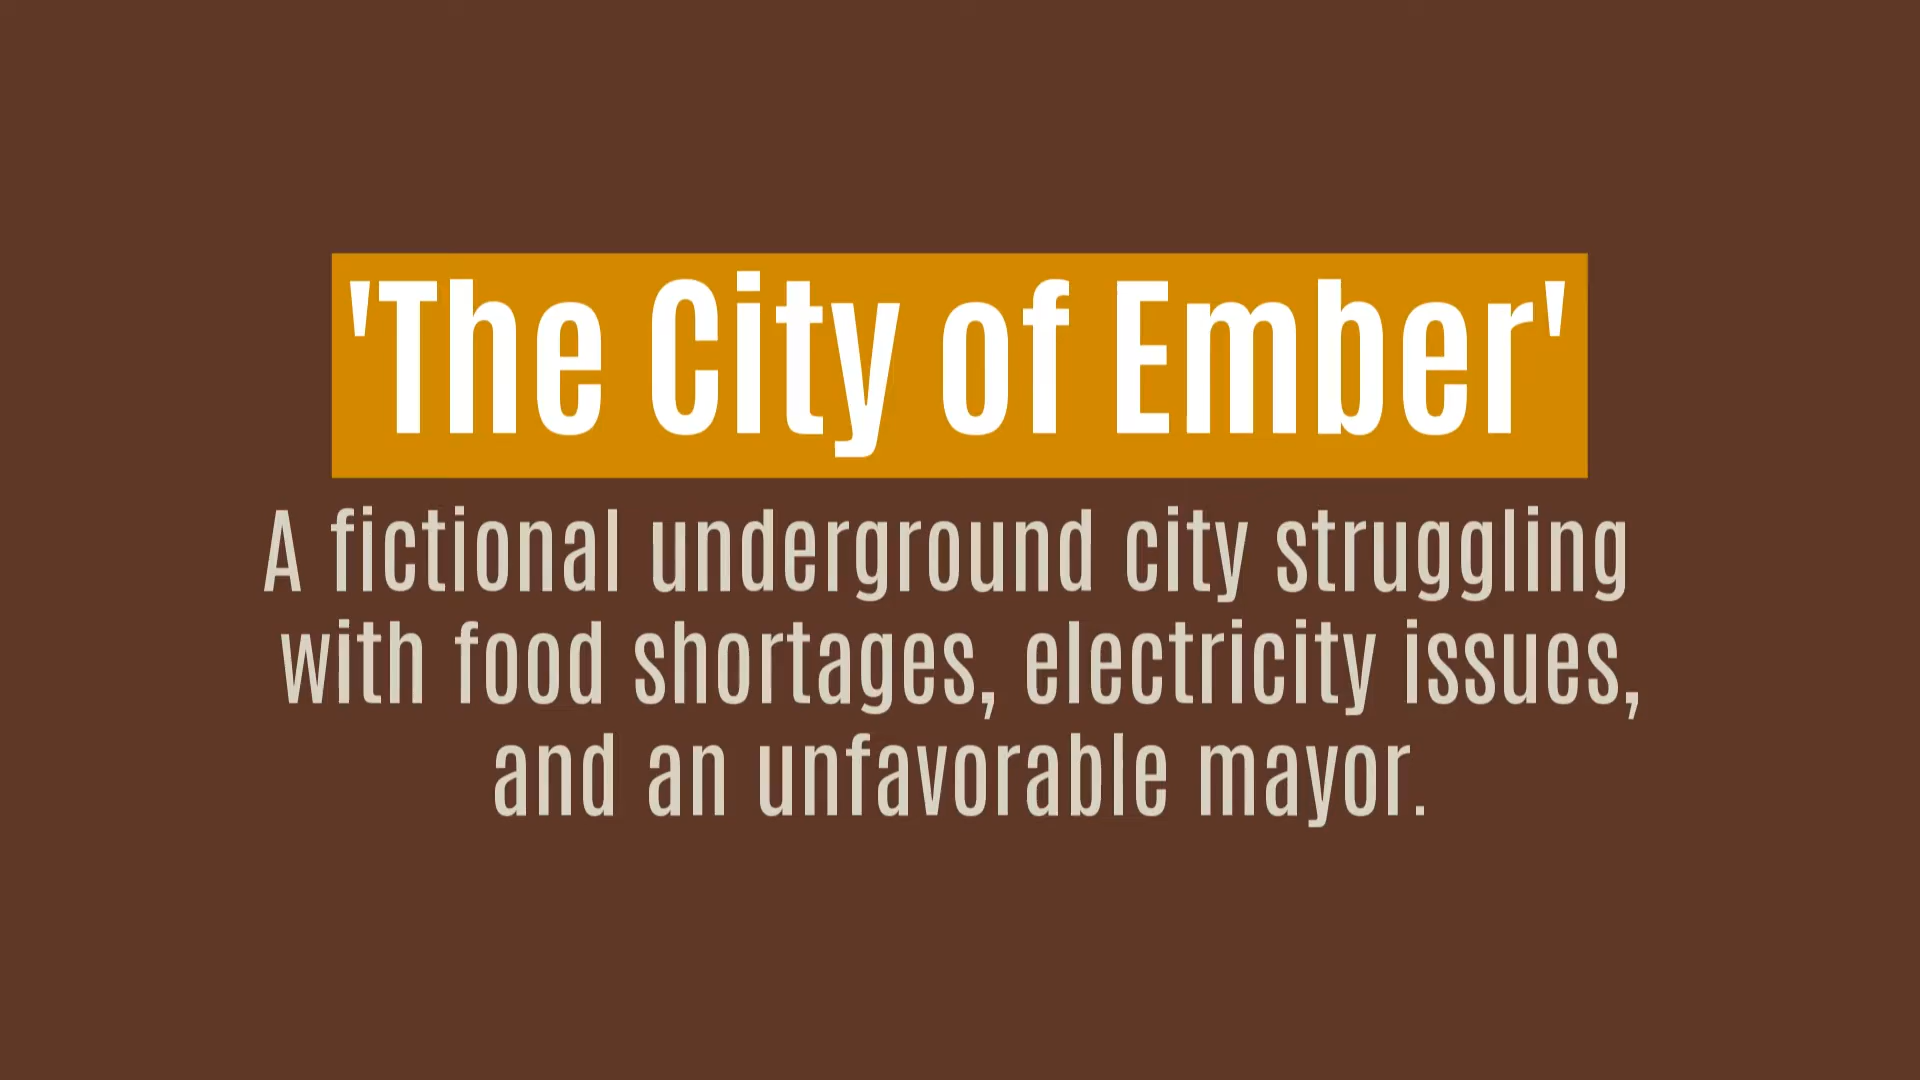 'The City of Ember'
A fictional underground city struggling
with food shortages, electricity issues,
and an unfavorable mayor.